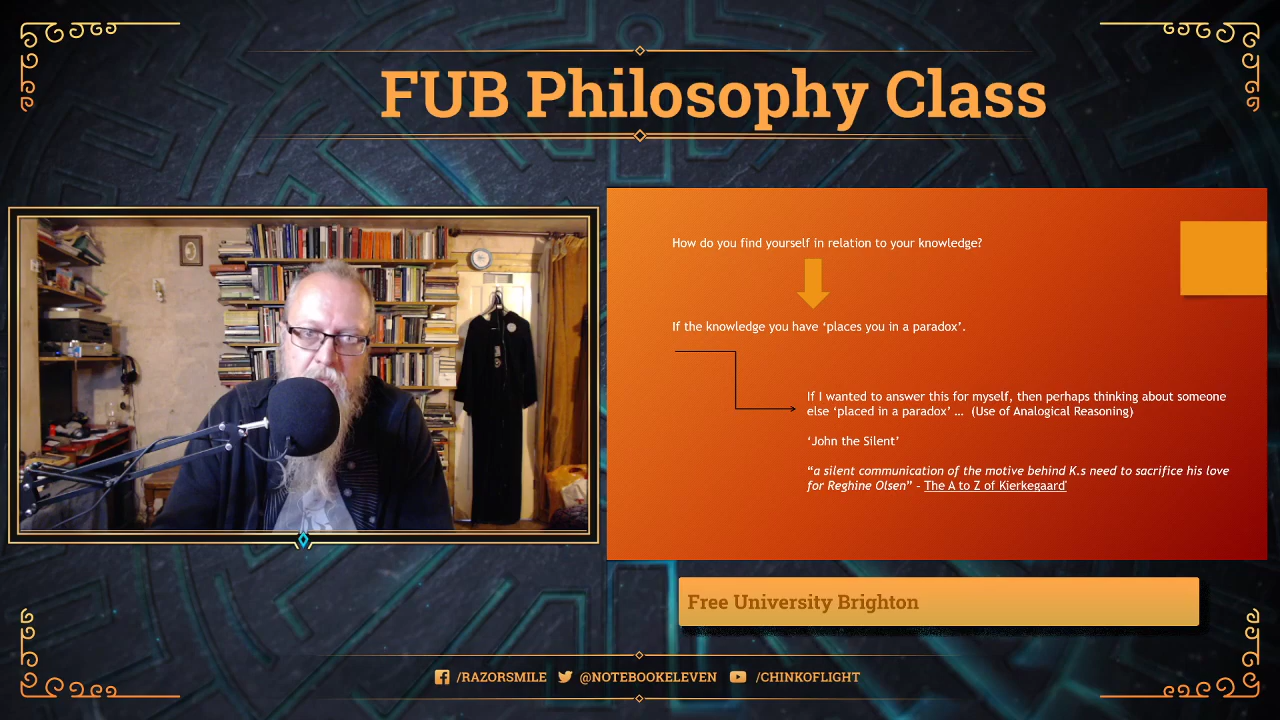 FUB Philosophy Class
How do you find yourself in relation to your knowledge?
If the knowledge you have ‘places you in a paradox’.
If I wanted to answer this for myself, then perhaps thinking about someone
else ‘placed in a paradox’ … (Use of Analogical Reasoning)
‘John the Silent’
“a silent communication of the motive behind K.s need to sacrifice his love
for Reghine Olsen” - The A to Z of Kierkegaard’
Free University Brighton
/RAZORSMILE @NOTEBOOKELEVEN /CHINKOFLIGHT